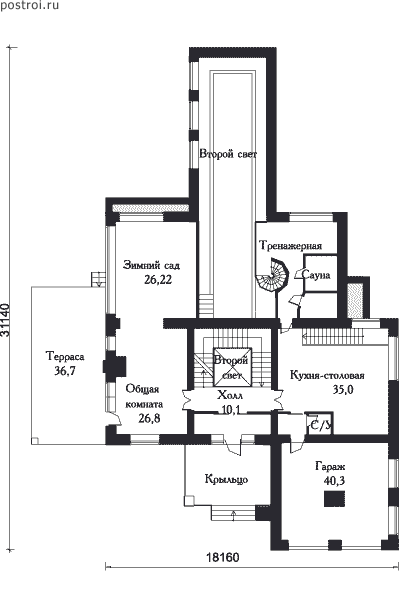 postroi.ru
Второй свет
Тренажерная
Зимний сад
26,22
Сауна
31140
Терраса
36,7
Второй
свет
Кухня-столовая
35,0
Общая
комната
26,8
Холл
10,1
С/У
Гараж
40,3
Крыльцо
18160